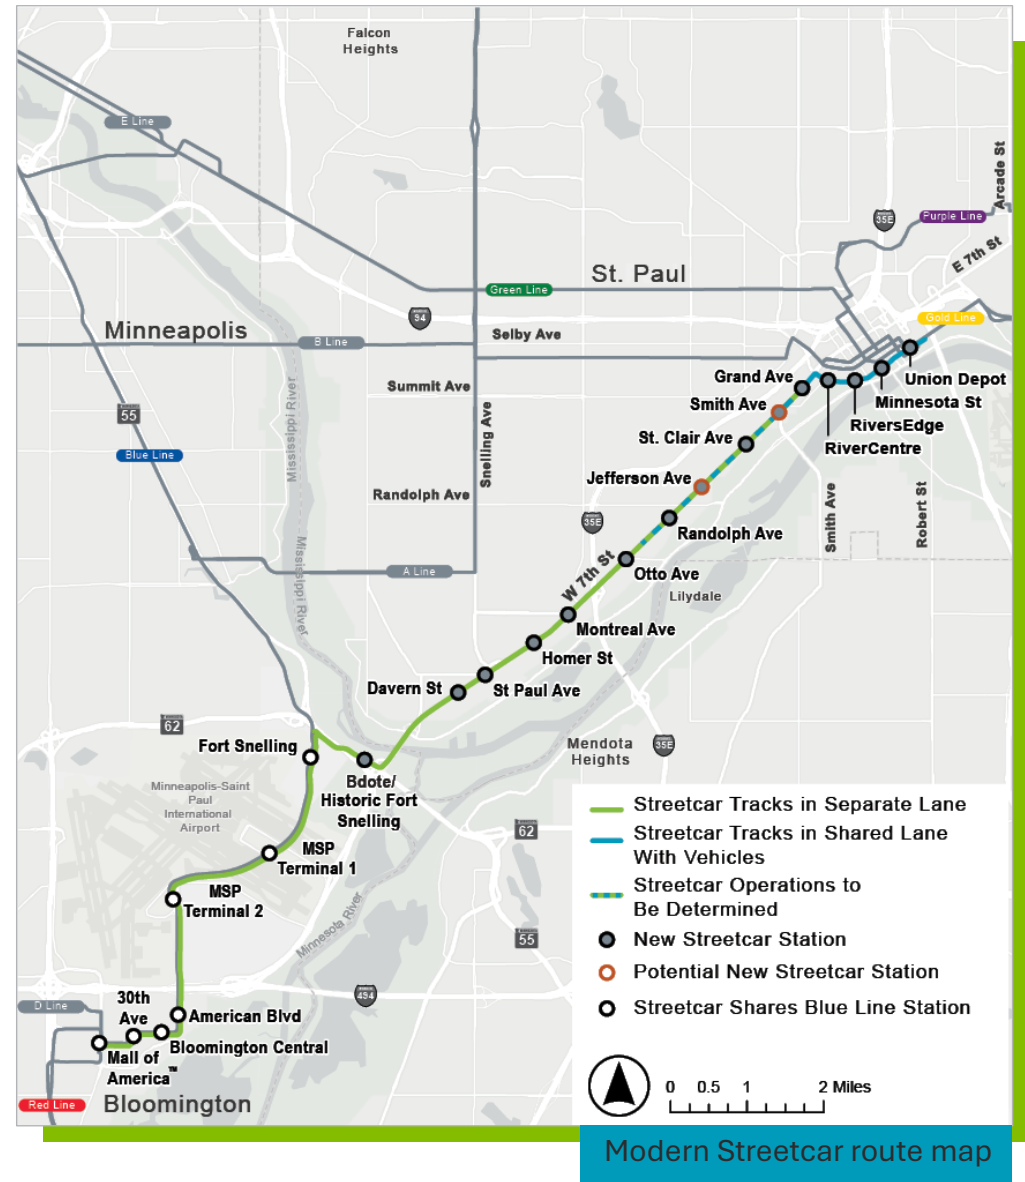 Falcon
Heights
E Line
Arcade St
35E
Purple Line
E 7th St
St. Paul
Green Line
94
Gold Line
Minneapolis
B Line
Selby Ave
Mississippi River
Summit Ave
Grand Ave
Union Depot
Smith Ave
Minnesota St
55
Snelling Ave
RiversEdge
St. Clair Ave
RiverCentre
Blue Line
Jefferson Ave
Randolph Ave
Smith Ave
Robert St
35E
Randolph Ave
Mississippi River
W 7th St
A Line
Otto Ave
Lilydale
Montreal Ave
Homer St
Davern St
St Paul Ave
62
Fort Snelling
Mendota
Heights
35E
Bdote/
Historic Fort
Snelling
Minneapolis-Saint
Paul
International
Airport
MSP
Terminal 1
62
MSP
Terminal 2
Minnesota River
55
494
D Line
30th
Ave
American Blvd
Bloomington Central
Mall of
America™
Red Line
Bloomington
Streetcar Tracks in Separate Lane
Streetcar Tracks in Shared Lane
With Vehicles
Streetcar Operations to
Be Determined
New Streetcar Station
Potential New Streetcar Station
Streetcar Shares Blue Line Station
0 0.5 1 2 Miles
Modern Streetcar route map